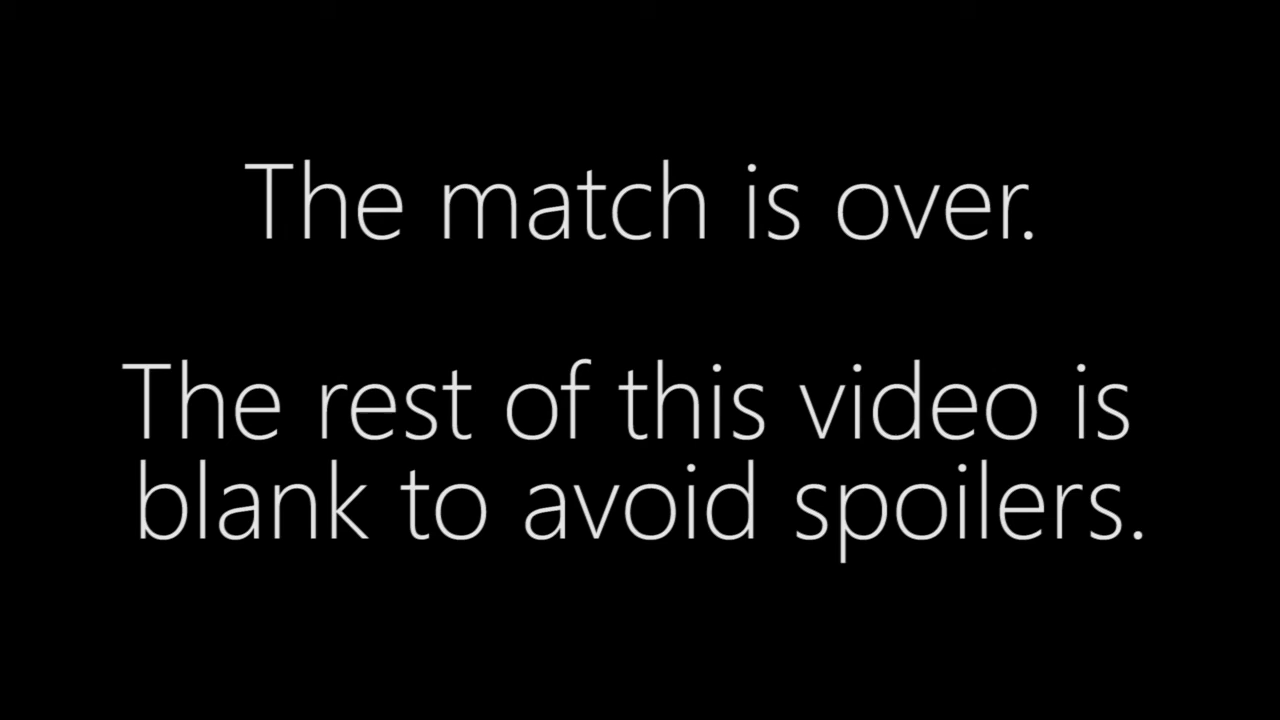 The match is over.
The rest of this video is
blank to avoid spoilers.